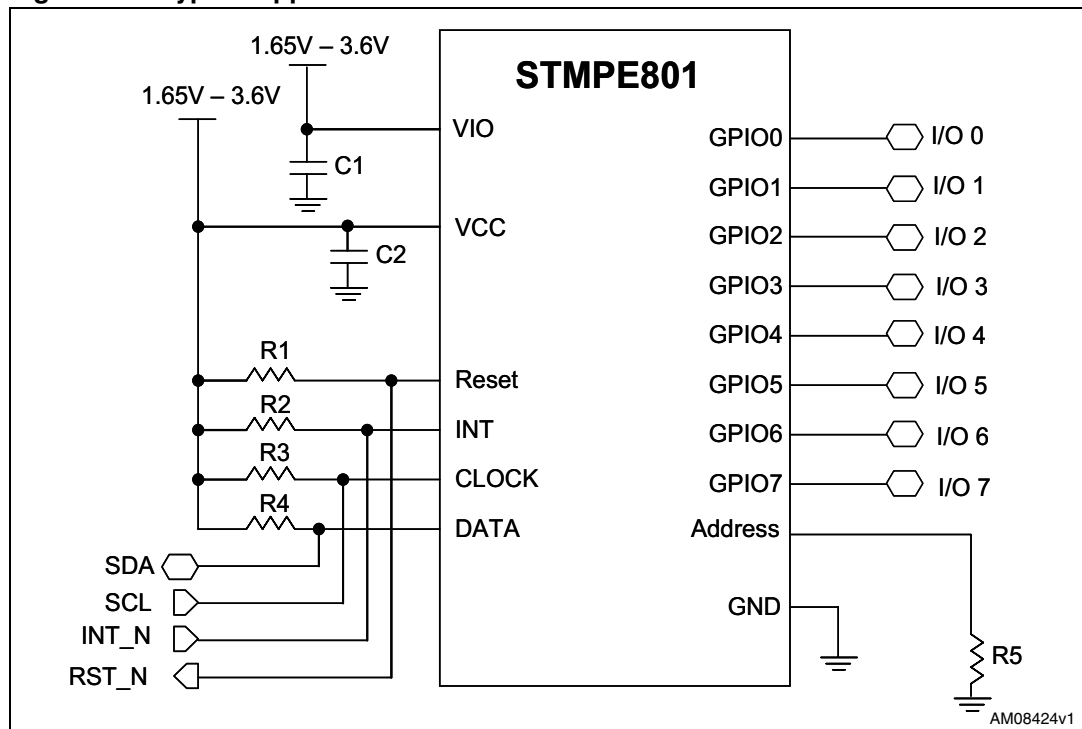 1.65V – 3.6V
1.65V – 3.6V
STMPE801
VIO
C1
VCC
C2
R1
Reset
R2
INT
R3
CLOCK
R4
DATA
SDA
SCL
INT_N
RST_N
GPIO0
I/O 0
GPIO1
I/O 1
GPIO2
I/O 2
GPIO3
I/O 3
GPIO4
I/O 4
GPIO5
I/O 5
GPIO6
I/O 6
GPIO7
I/O 7
Address
GND
R5
AM08424v1